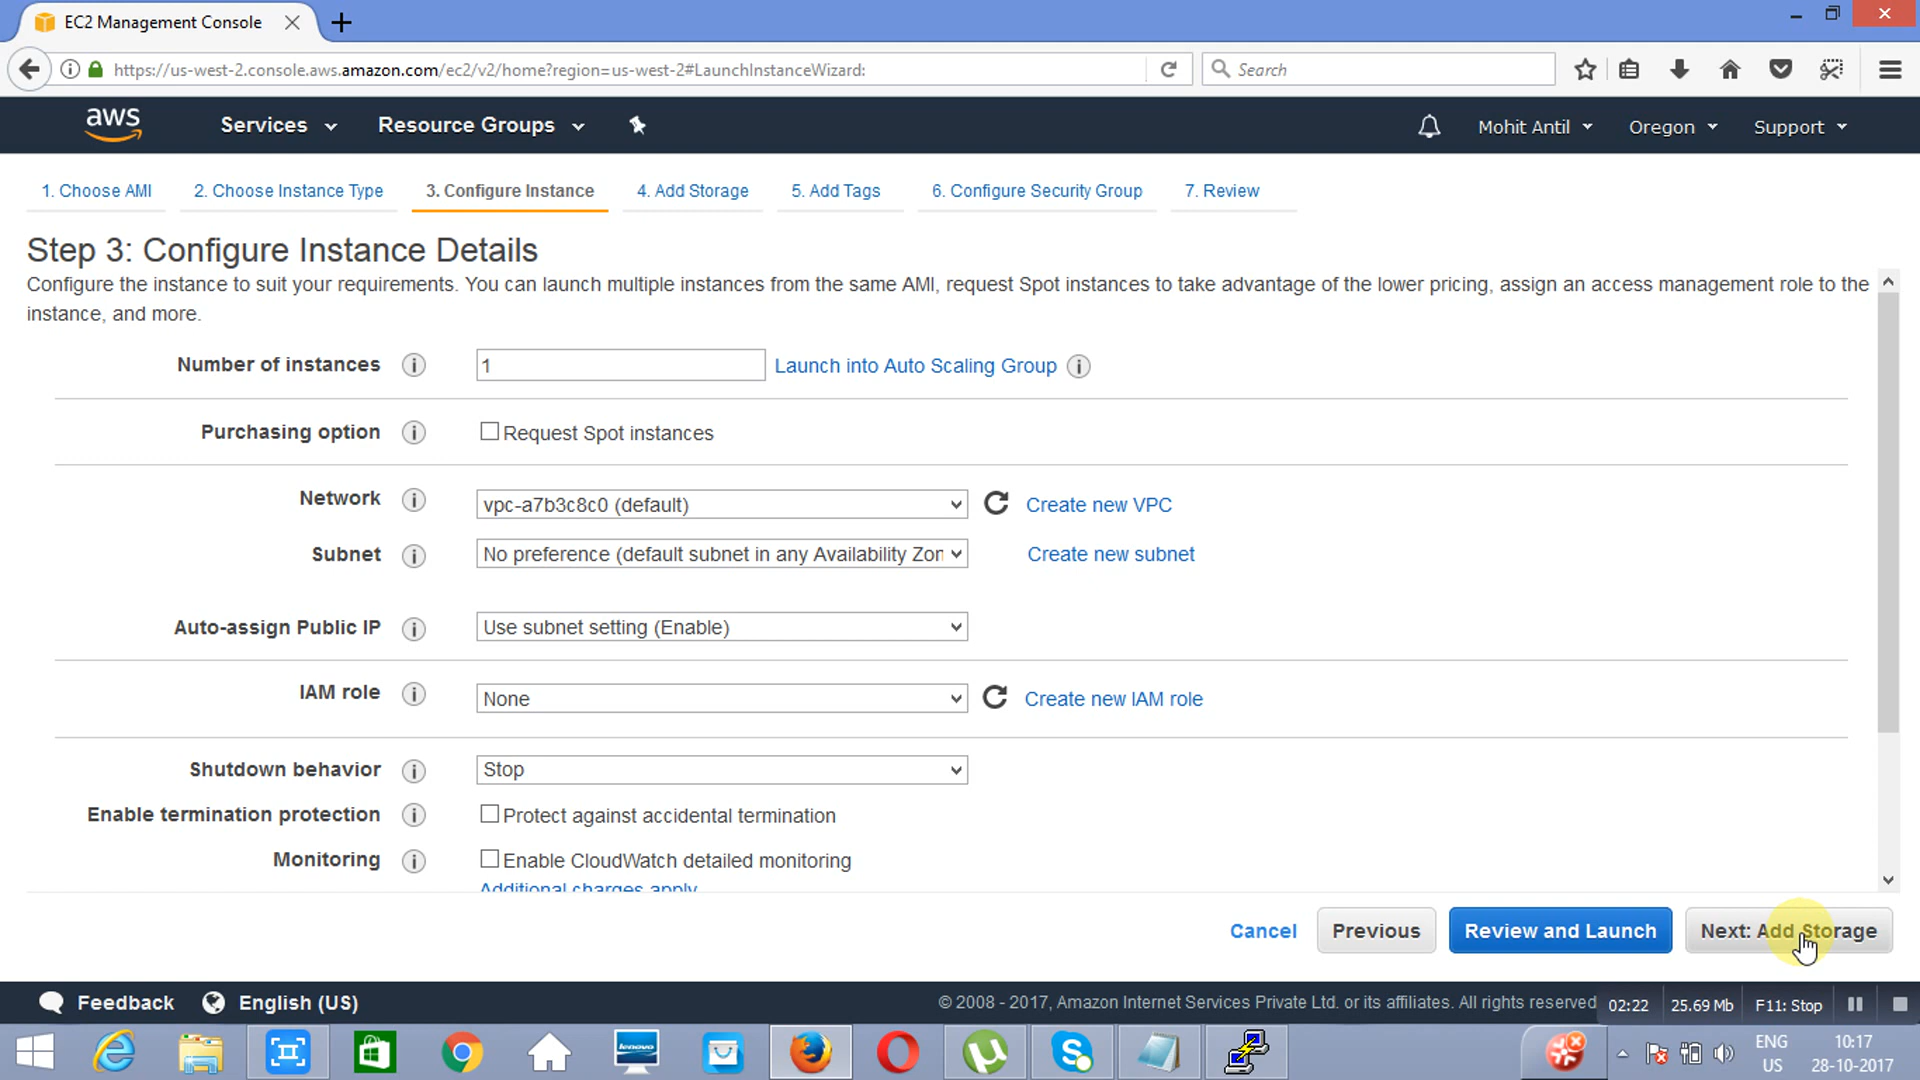 EC2 Management Console
https://us-west-2.console.aws.amazon.com/ec2/v2/home?region=us-west-2#LaunchInstanceWizard:
Search
aws
Services
Resource Groups
Mohit Antil
Oregon
Support
1. Choose AMI
2. Choose Instance Type
3. Configure Instance
4. Add Storage
5. Add Tags
6. Configure Security Group
7. Review
Step 3: Configure Instance Details
Configure the instance to suit your requirements. You can launch multiple instances from the same AMI, request Spot instances to take advantage of the lower pricing, assign an access management role to the
instance, and more.
Number of instances
1
Launch into Auto Scaling Group
Purchasing option
Request Spot instances
Network
vpc-a7b3c8c0 (default)
Create new VPC
Subnet
No preference (default subnet in any Availability Zon
Create new subnet
Auto-assign Public IP
Use subnet setting (Enable)
IAM role
None
Create new IAM role
Shutdown behavior
Stop
Enable termination protection
Protect against accidental termination
Monitoring
Enable CloudWatch detailed monitoring
Additional charges apply
Cancel
Previous
Review and Launch
Next: Add Storage
Feedback
English (US)
© 2008 - 2017, Amazon Internet Services Private Ltd. or its affiliates. All rights reserved
02:22
25.69 Mb
F11: Stop
lenovo
ENG
US
10:17
28-10-2017